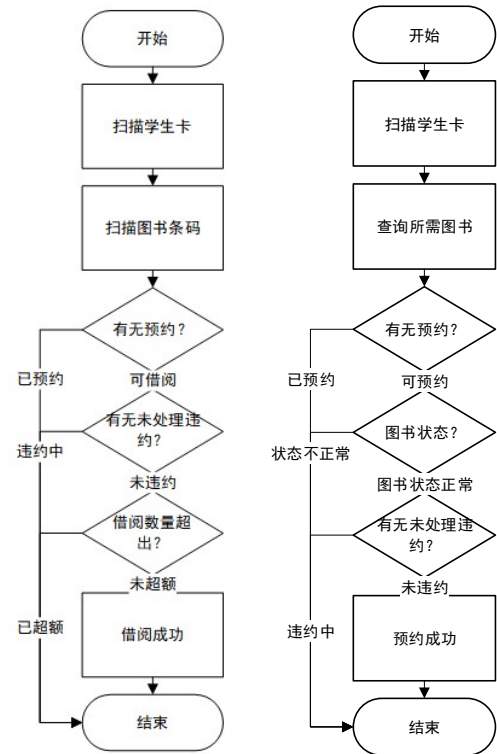 开始
扫描学生卡
扫描图书条码
有无预约?
已预约
可借阅
有无未处理违
约?
违约中
未违约
借阅数量超
出?
未超额
已超额
借阅成功
结束
开始
扫描学生卡
查询所需图书
有无预约?
已预约
可预约
图书状态?
状态不正常
图书状态正常
有无未处理违
约?
未违约
违约中
预约成功
结束